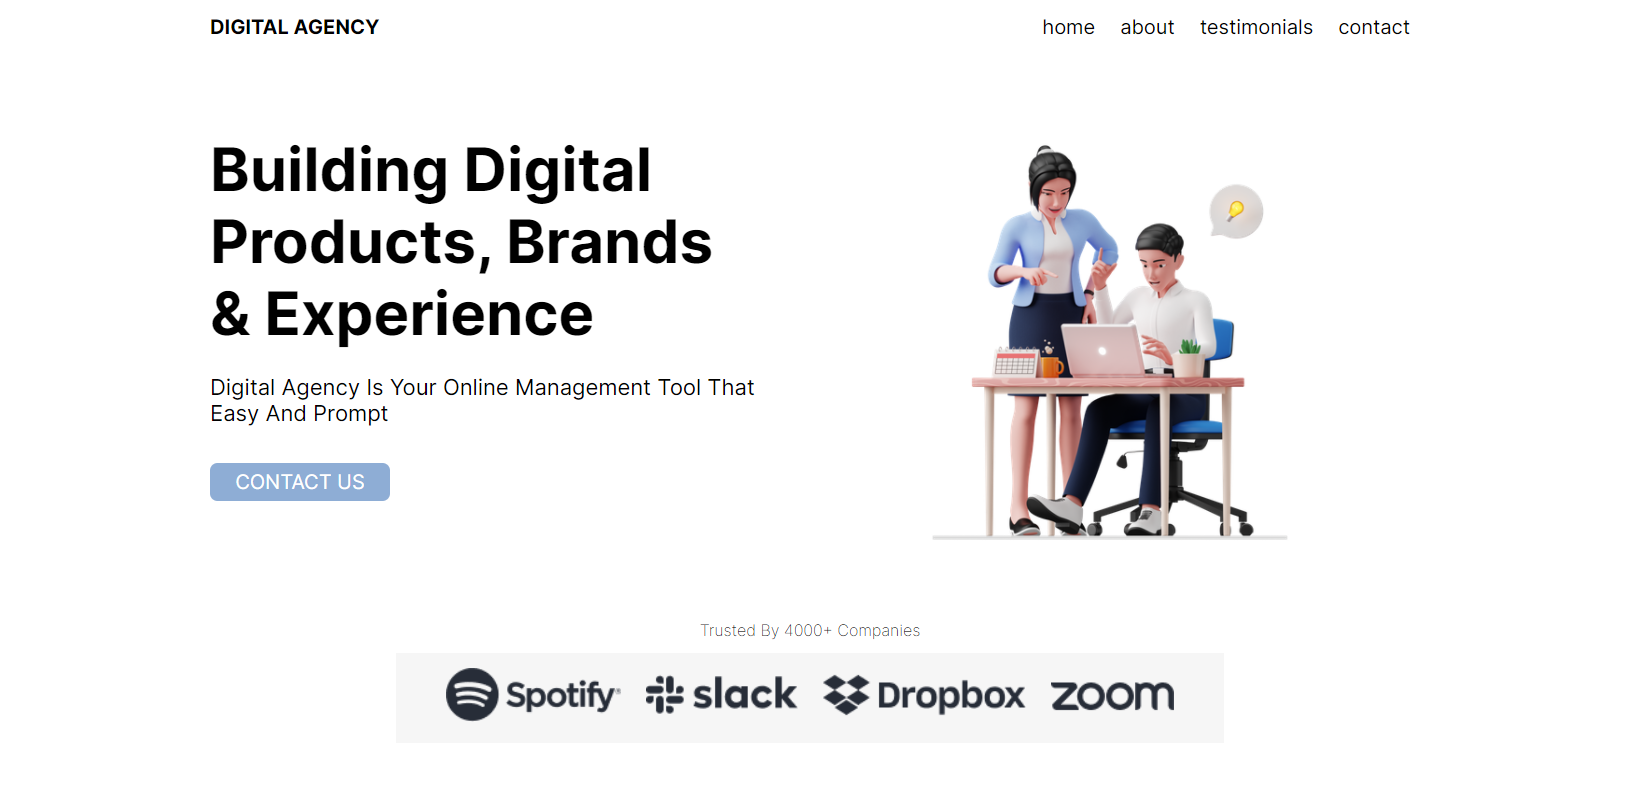 DIGITAL AGENCY
home about testimonials contact
Building Digital
Products, Brands
& Experience
Digital Agency Is Your Online Management Tool That
Easy And Prompt
CONTACT US
Trusted By 4000+ Companies
Spotify® slack Dropbox zoom